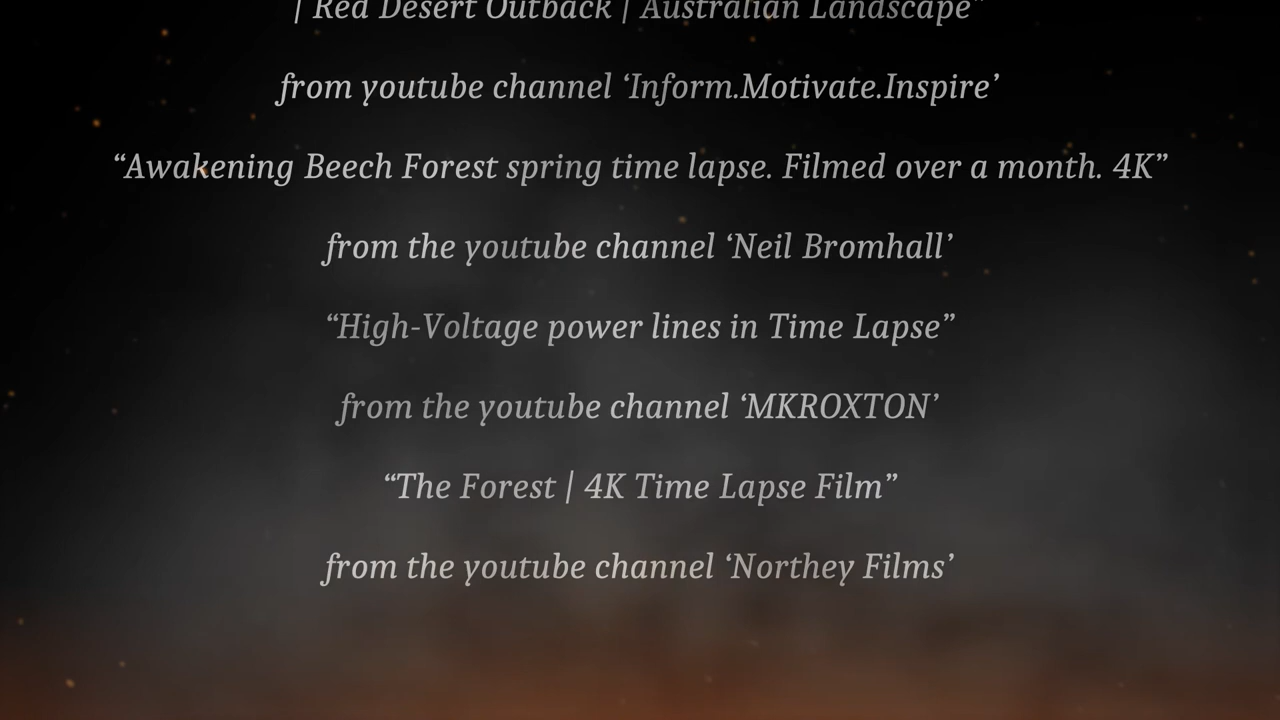 | Red Desert Outback | Australian Landscape”
from youtube channel ‘Inform.Motivate.Inspire’
“Awakening Beech Forest spring time lapse. Filmed over a month. 4K”
from the youtube channel ‘Neil Bromhall’
“High-Voltage power lines in Time Lapse”
from the youtube channel ‘MKROXTON’
“The Forest | 4K Time Lapse Film”
from the youtube channel ‘Northey Films’